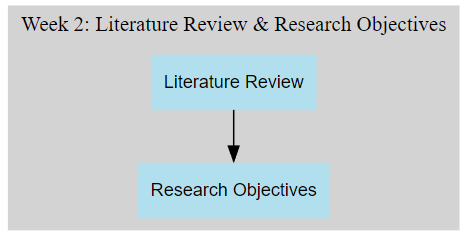 Week 2: Literature Review & Research Objectives
Literature Review
Research Objectives